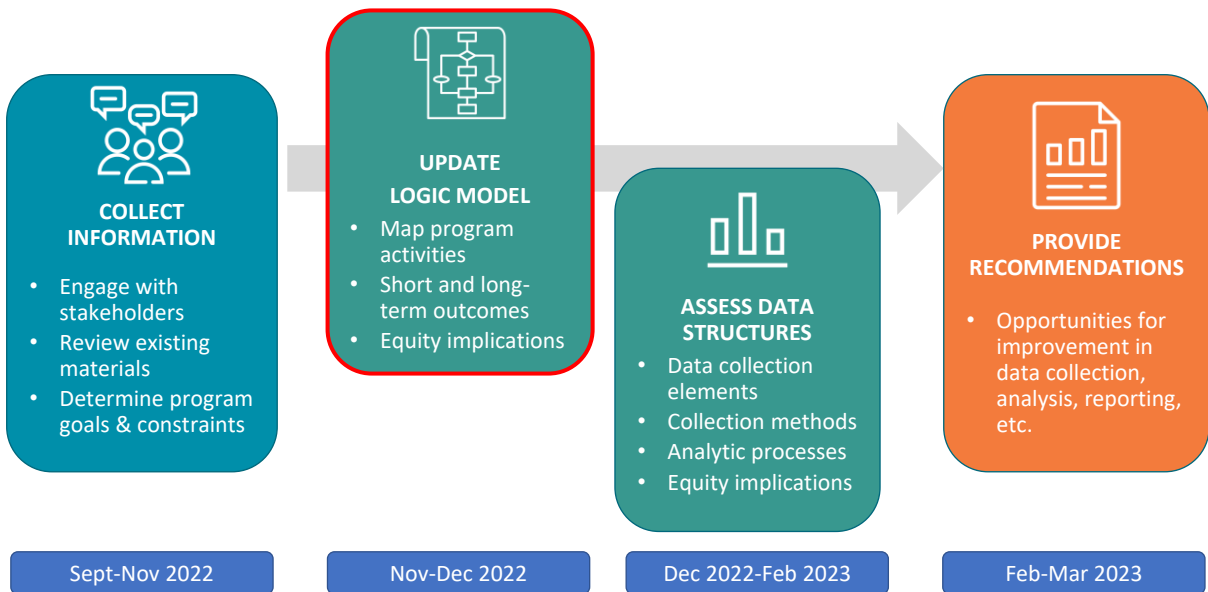 COLLECT
INFORMATION
• Engage with
stakeholders
• Review existing
materials
• Determine program
goals & constraints
UPDATE
LOGIC MODEL
• Map program
activities
• Short and long-
term outcomes
• Equity implications
ASSESS DATA
STRUCTURES
• Data collection
elements
• Collection methods
• Analytic processes
• Equity implications
PROVIDE
RECOMMENDATIONS
• Opportunities for
improvement in
data collection,
analysis, reporting,
etc.
Sept-Nov 2022
Nov-Dec 2022
Dec 2022-Feb 2023
Feb-Mar 2023